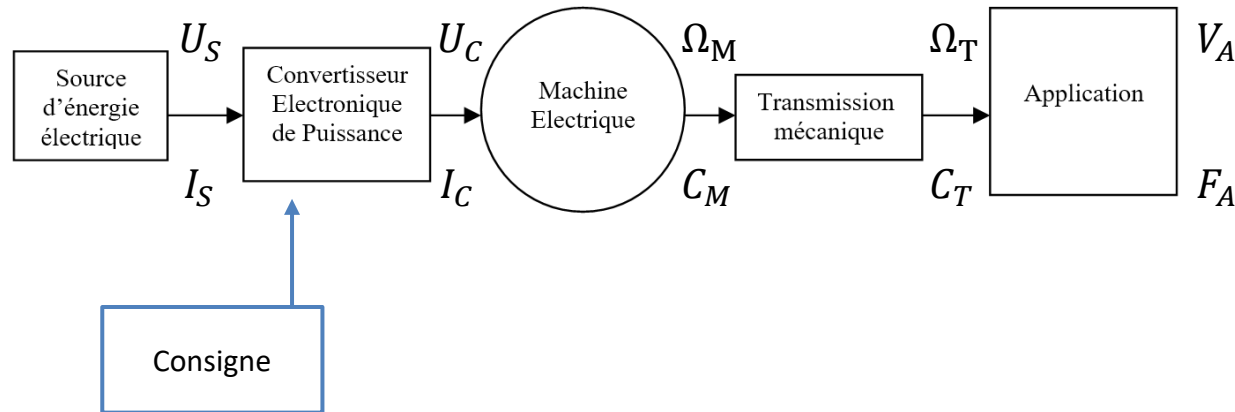 U_S
U_C
Ω_M
Ω_T
V_A
Source
d'énergie
électrique
Convertisseur
Electronique
de Puissance
Machine
Electrique
Transmission
mécanique
Application
I_S
I_C
C_M
C_T
F_A
Consigne